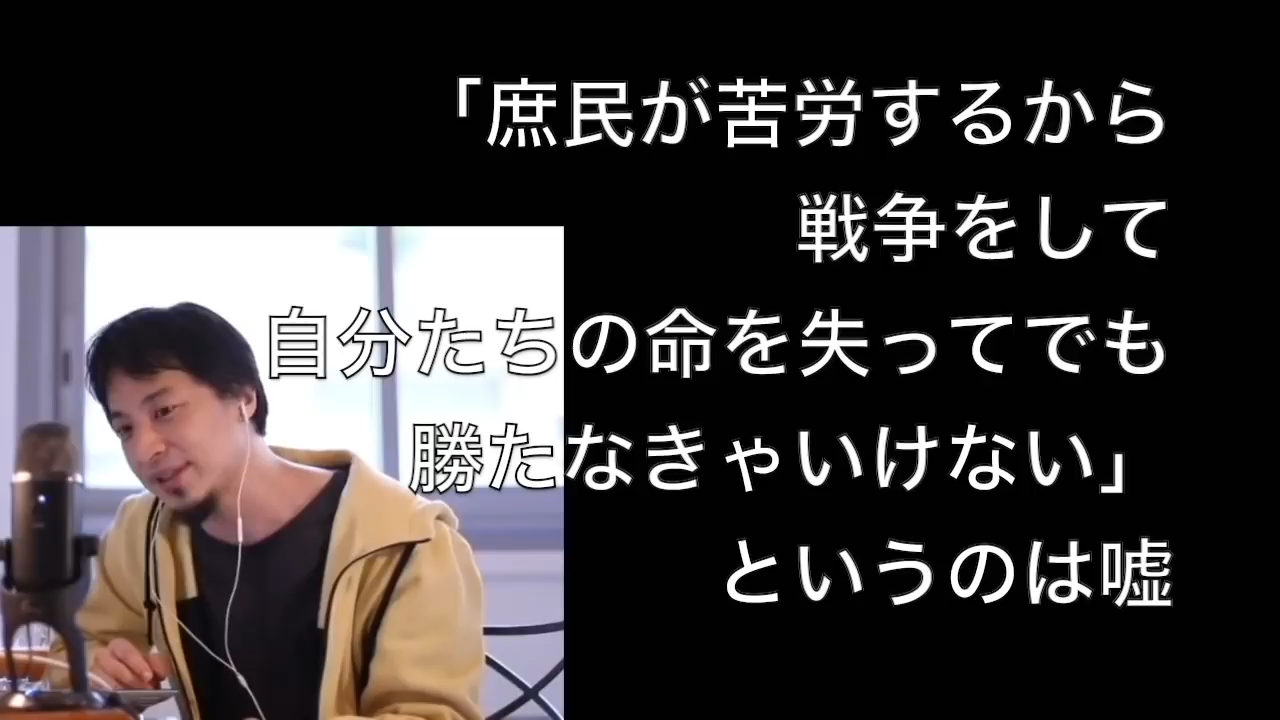 「庶民が苦労するから
戦争をして
自分たちの命を失ってでも
勝たなきゃいけない」
というのは嘘